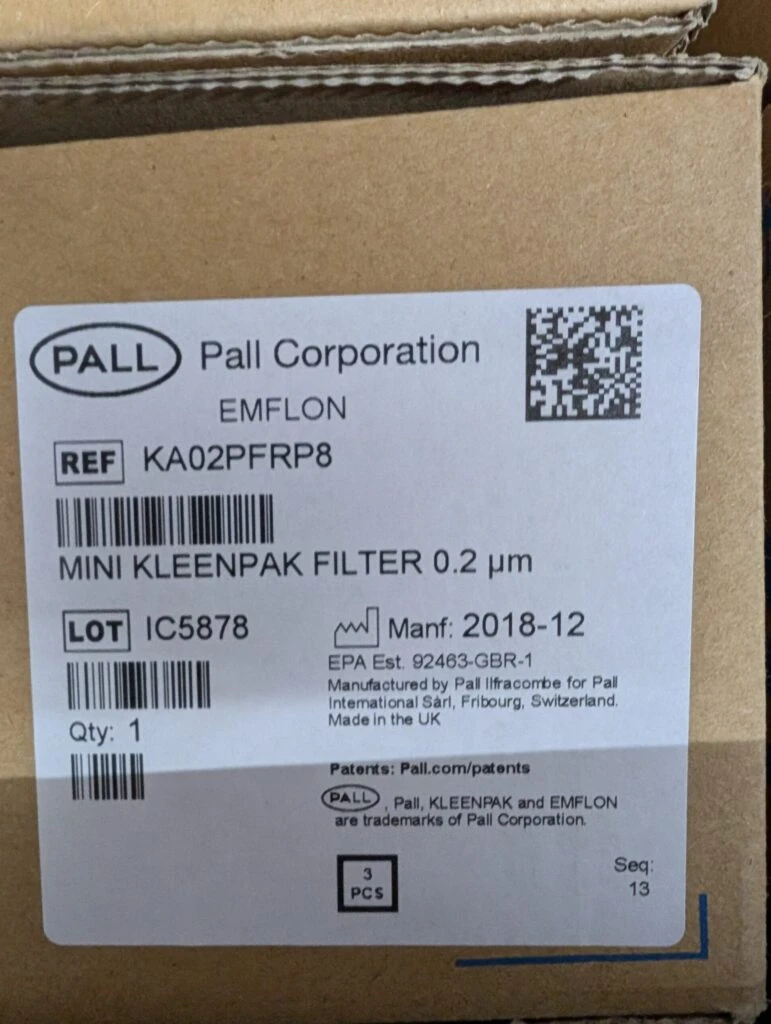 PALL Pall Corporation
EMFLON
REF KA02PFRP8
MINI KLEENPAK FILTER 0.2 µm
LOT IC5878
Manf: 2018-12
EPA Est. 92463-GBR-1
Manufactured by Pall Ilfracombe for Pall
International Sàrl, Fribourg, Switzerland.
Made in the UK
Qty: 1
Patents: Pall.com/patents
PALL, Pall, KLEENPAK and EMFLON
are trademarks of Pall Corporation.
3
PCS
Seq:
13